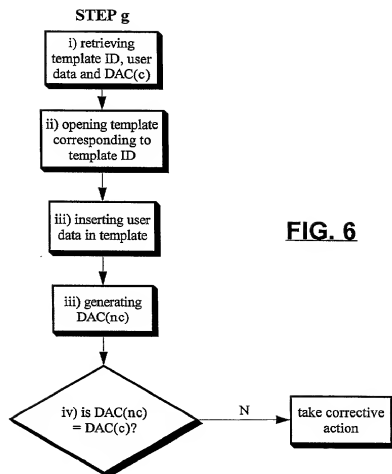 STEP g
i) retrieving
template ID, user
data and DAC(c)
ii) opening template
corresponding to
template ID
iii) inserting user
data in template
FIG. 6
iii) generating
DAC(nc)
iv) is DAC(nc)
= DAC(c)?
N
take corrective
action